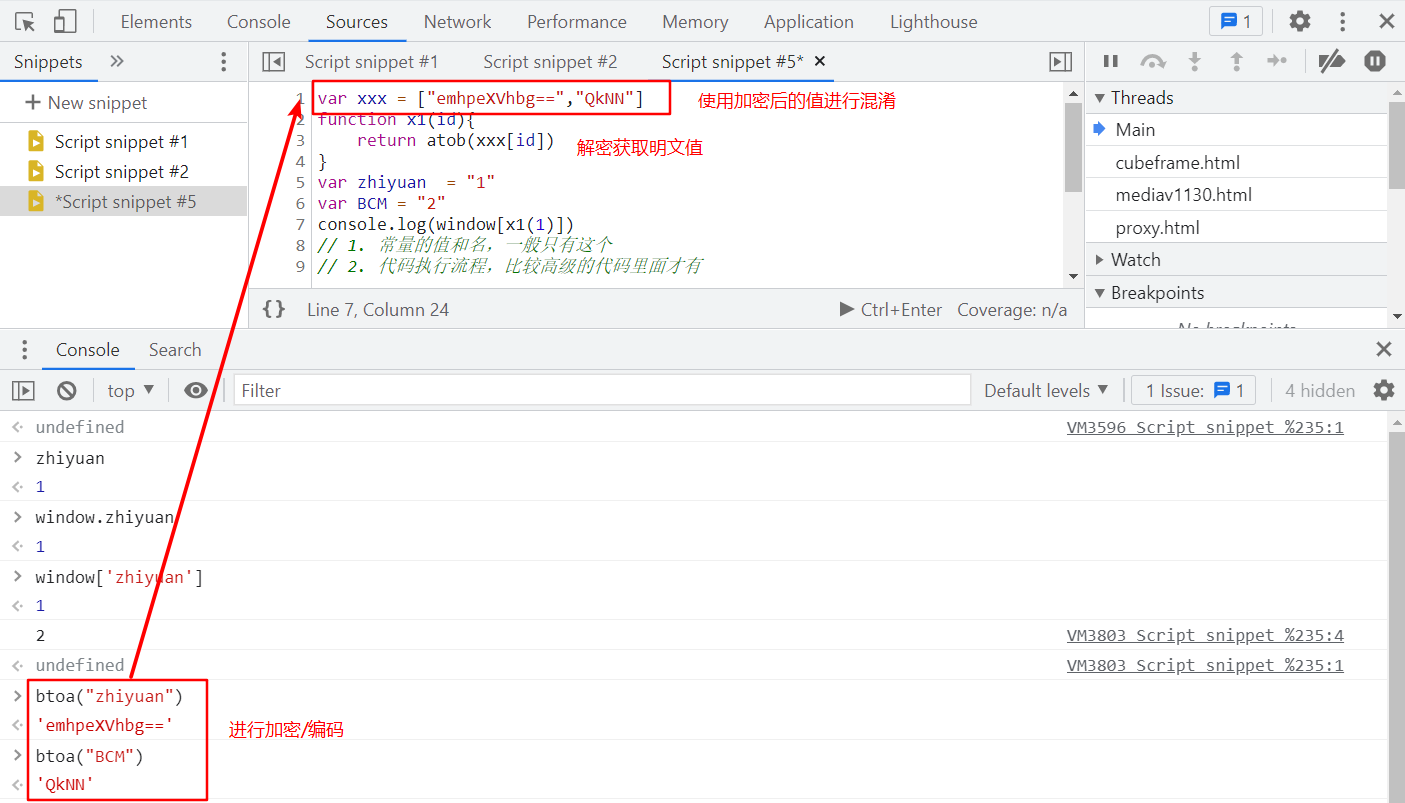 Elements Console Sources Network Performance Memory Application Lighthouse 1
Snippets Script snippet #1 Script snippet #2 Script snippet #5*
New snippet
Script snippet #1
Script snippet #2
*Script snippet #5
1 var xxx = ["emhpeXVhbg==","QkNN"] 使用加密后的值进行混淆
2 function x1(id){
3 return atob(xxx[id]) 解密获取明文值
4 }
5 var zhiyuan = "1"
6 var BCM = "2"
7 console.log(window[x1(1)])
8 // 1. 常量的值和名，一般只有这个
9 // 2. 代码执行流程，比较高级的代码里面才有
{} Line 7, Column 24 Ctrl+Enter Coverage: n/a
Threads
Main
cubeframe.html
mediav1130.html
proxy.html
Watch
Breakpoints
No breakpoints
Console Search
top Filter Default levels 1 Issue: 1 4 hidden
undefined VM3596 Script snippet %235:1
zhiyuan
1
window.zhiyuan
1
window['zhiyuan']
1
2 VM3803 Script snippet %235:4
undefined VM3803 Script snippet %235:1
btoa("zhiyuan")
'emhpeXVhbg==' 进行加密/编码
btoa("BCM")
'QkNN'